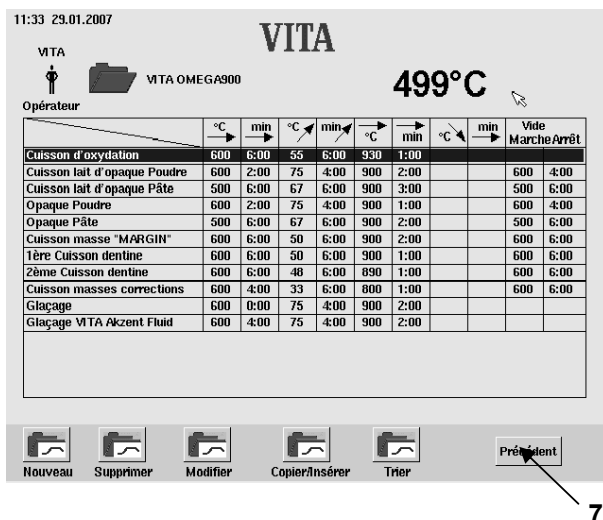 11:33 29.01.2007
VITA
VITA
VITA OMEGA900
499°C
Opérateur
°C min °C min °C min °C min Vide
Marche Arrêt
Cuisson d'oxydation 600 6:00 55 6:00 930 1:00
Cuisson lait d'opaque Poudre 600 2:00 75 4:00 900 2:00 600 4:00
Cuisson lait d'opaque Pâte 500 6:00 67 6:00 900 3:00 500 6:00
Opaque Poudre 600 2:00 75 4:00 900 1:00 600 4:00
Opaque Pâte 500 6:00 67 6:00 900 2:00 500 6:00
Cuisson masse "MARGIN" 600 6:00 50 6:00 900 2:00 600 6:00
1ère Cuisson dentine 600 6:00 50 6:00 900 1:00 600 6:00
2ème Cuisson dentine 600 6:00 48 6:00 890 1:00 600 6:00
Cuisson masses corrections 600 4:00 33 6:00 800 1:00 600 6:00
Glaçage 600 0:00 75 4:00 900 2:00
Glaçage VITA Akzent Fluid 600 4:00 75 4:00 900 2:00
Nouveau Supprimer Modifier Copier/Insérer Trier Précédent
7